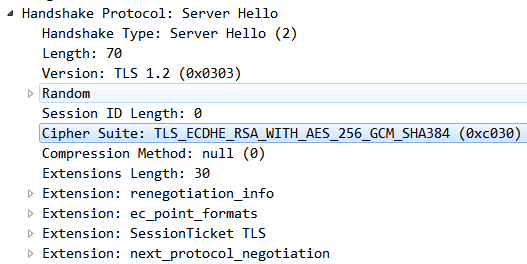 Handshake Protocol: Server Hello
Handshake Type: Server Hello (2)
Length: 70
Version: TLS 1.2 (0x0303)
Random
Session ID Length: 0
Cipher Suite: TLS_ECDHE_RSA_WITH_AES_256_GCM_SHA384 (0xc030)
Compression Method: null (0)
Extensions Length: 30
Extension: renegotiation_info
Extension: ec_point_formats
Extension: SessionTicket TLS
Extension: next_protocol_negotiation